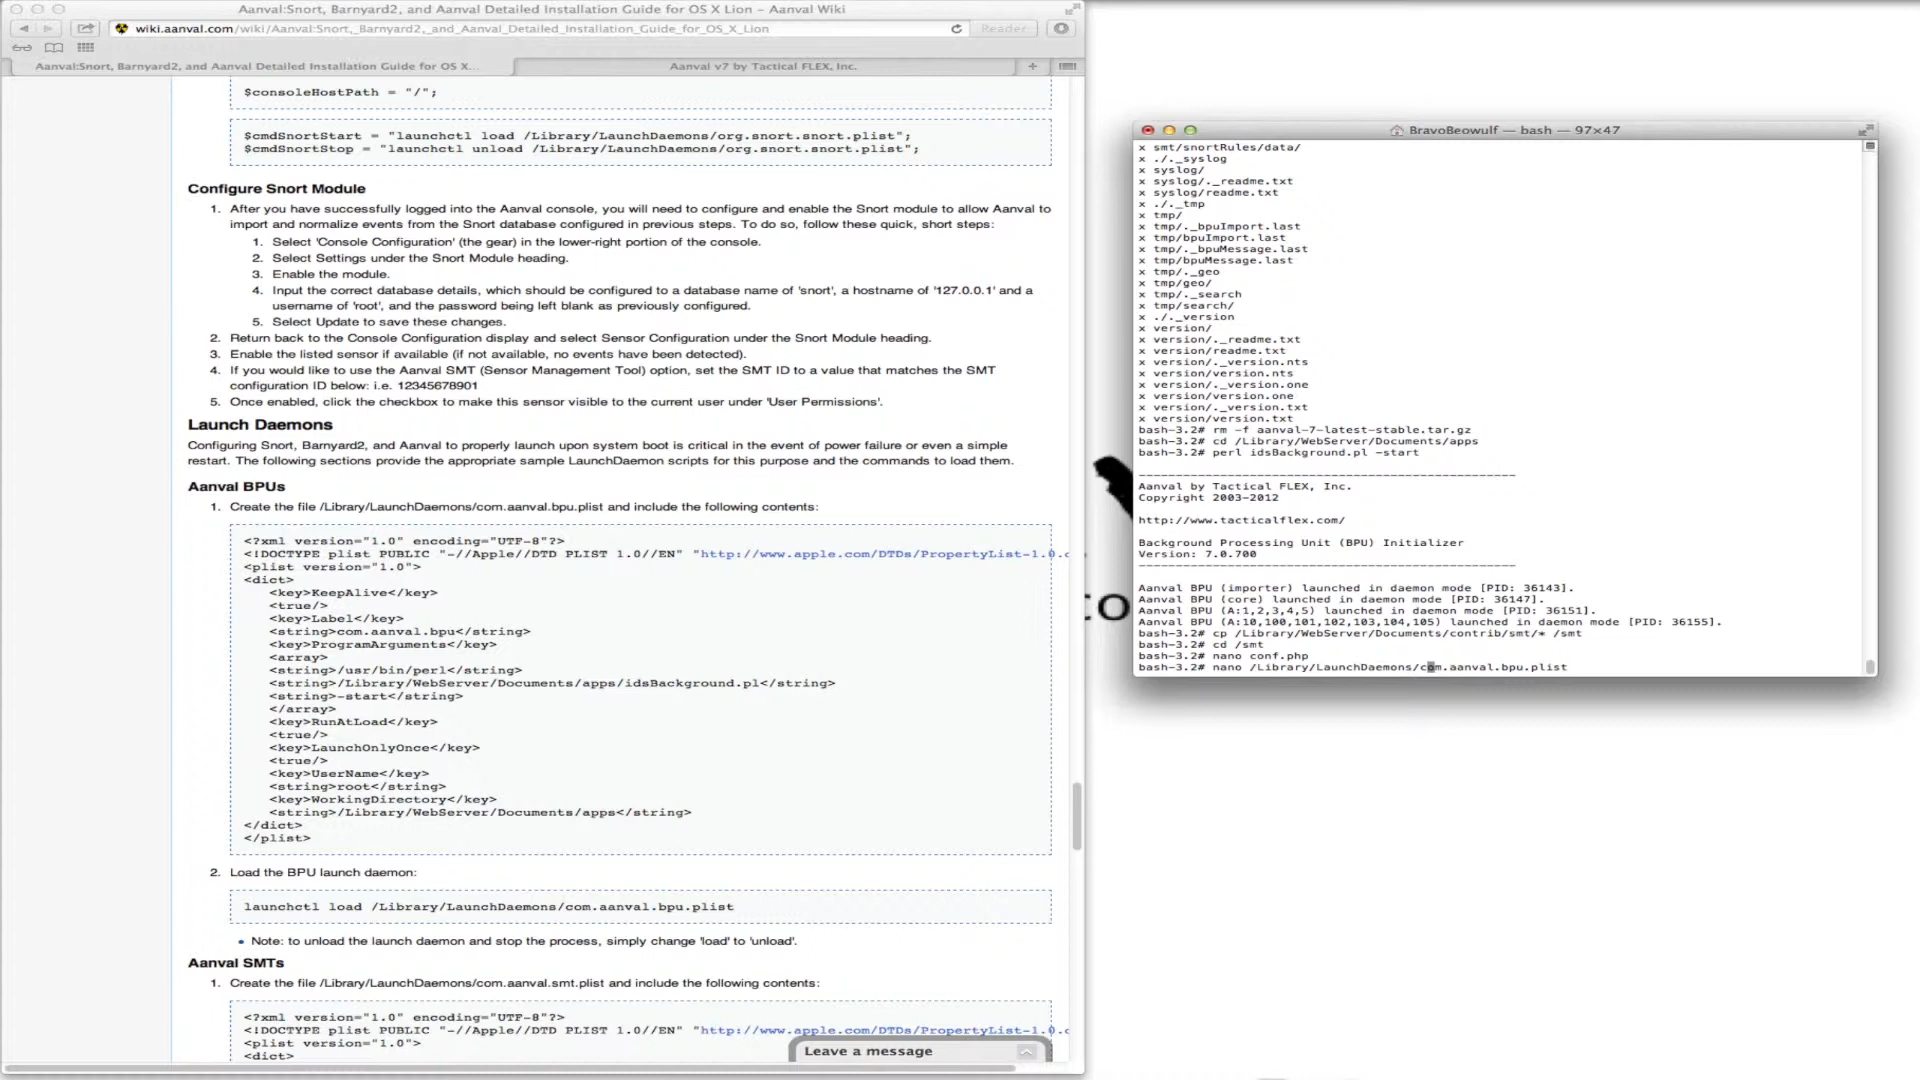 Aanval:Snort, Barnyard2, and Aanval Detailed Installation Guide for OS X Lion – Aanval Wiki
wiki.aanval.com/wiki/Aanval:Snort,_Barnyard2,_and_Aanval_Detailed_Installation_Guide_for_OS_X_Lion
Reader
Aanval:Snort, Barnyard2, and Aanval Detailed Installation Guide for OS X...
Aanval v7 by Tactical FLEX, Inc.
$consoleHostPath = "/";
$cmdSnortStart = "launchctl load /Library/LaunchDaemons/org.snort.snort.plist";
$cmdSnortStop = "launchctl unload /Library/LaunchDaemons/org.snort.snort.plist";
Configure Snort Module
1. After you have successfully logged into the Aanval console, you will need to configure and enable the Snort module to allow Aanval to
import and normalize events from the Snort database configured in previous steps. To do so, follow these quick, short steps:
1. Select 'Console Configuration' (the gear) in the lower-right portion of the console.
2. Select Settings under the Snort Module heading.
3. Enable the module.
4. Input the correct database details, which should be configured to a database name of 'snort', a hostname of '127.0.0.1' and a
username of 'root', and the password being left blank as previously configured.
5. Select Update to save these changes.
2. Return back to the Console Configuration display and select Sensor Configuration under the Snort Module heading.
3. Enable the listed sensor if available (if not available, no events have been detected).
4. If you would like to use the Aanval SMT (Sensor Management Tool) option, set the SMT ID to a value that matches the SMT
configuration ID below: i.e. 12345678901
5. Once enabled, click the checkbox to make this sensor visible to the current user under 'User Permissions'.
Launch Daemons
Configuring Snort, Barnyard2, and Aanval to properly launch upon system boot is critical in the event of power failure or even a simple
restart. The following sections provide the appropriate sample LaunchDaemon scripts for this purpose and the commands to load them.
Aanval BPUs
1. Create the file /Library/LaunchDaemons/com.aanval.bpu.plist and include the following contents:
<?xml version="1.0" encoding="UTF-8"?>
<!DOCTYPE plist PUBLIC "-//Apple//DTD PLIST 1.0//EN" "http://www.apple.com/DTDs/PropertyList-1.0.
<plist version="1.0">
<dict>
<key>KeepAlive</key>
<true/>
<key>Label</key>
<string>com.aanval.bpu</string>
<key>ProgramArguments</key>
<array>
<string>/usr/bin/perl</string>
<string>/Library/WebServer/Documents/apps/idsBackground.pl</string>
<string>-start</string>
</array>
<key>RunAtLoad</key>
<true/>
<key>LaunchOnlyOnce</key>
<true/>
<key>UserName</key>
<string>root</string>
<key>WorkingDirectory</key>
<string>/Library/WebServer/Documents/apps</string>
</dict>
</plist>
2. Load the BPU launch daemon:
launchctl load /Library/LaunchDaemons/com.aanval.bpu.plist
• Note: to unload the launch daemon and stop the process, simply change 'load' to 'unload'.
Aanval SMTs
1. Create the file /Library/LaunchDaemons/com.aanval.smt.plist and include the following contents:
<?xml version="1.0" encoding="UTF-8"?>
<!DOCTYPE plist PUBLIC "-//Apple//DTD PLIST 1.0//EN" "http://www.apple.com/DTDs/PropertyList-1.0.
<plist version="1.0">
<dict>
Leave a message
co
BravoBeowulf — bash — 97×47
x smt/snortRules/data/
x ./._syslog
x syslog/
x syslog/._readme.txt
x syslog/readme.txt
x ./._tmp
x tmp/
x tmp/._bpuImport.last
x tmp/bpuImport.last
x tmp/._bpuMessage.last
x tmp/bpuMessage.last
x tmp/._geo
x tmp/geo/
x tmp/._search
x tmp/search/
x ./._version
x version/
x version/._readme.txt
x version/readme.txt
x version/._version.nts
x version/version.nts
x version/._version.one
x version/version.one
x version/._version.txt
x version/version.txt
bash-3.2# rm -f aanval-7-latest-stable.tar.gz
bash-3.2# cd /Library/WebServer/Documents/apps
bash-3.2# perl idsBackground.pl -start
---------------------------------------------------
Aanval by Tactical FLEX, Inc.
Copyright 2003-2012
http://www.tacticalflex.com/
Background Processing Unit (BPU) Initializer
Version: 7.0.700
---------------------------------------------------
Aanval BPU (importer) launched in daemon mode [PID: 36143].
Aanval BPU (core) launched in daemon mode [PID: 36147].
Aanval BPU (A:1,2,3,4,5) launched in daemon mode [PID: 36151].
Aanval BPU (A:10,100,101,102,103,104,105) launched in daemon mode [PID: 36155].
bash-3.2# cp /Library/WebServer/Documents/contrib/smt/* /smt
bash-3.2# cd /smt
bash-3.2# nano conf.php
bash-3.2# nano /Library/LaunchDaemons/com.aanval.bpu.plist